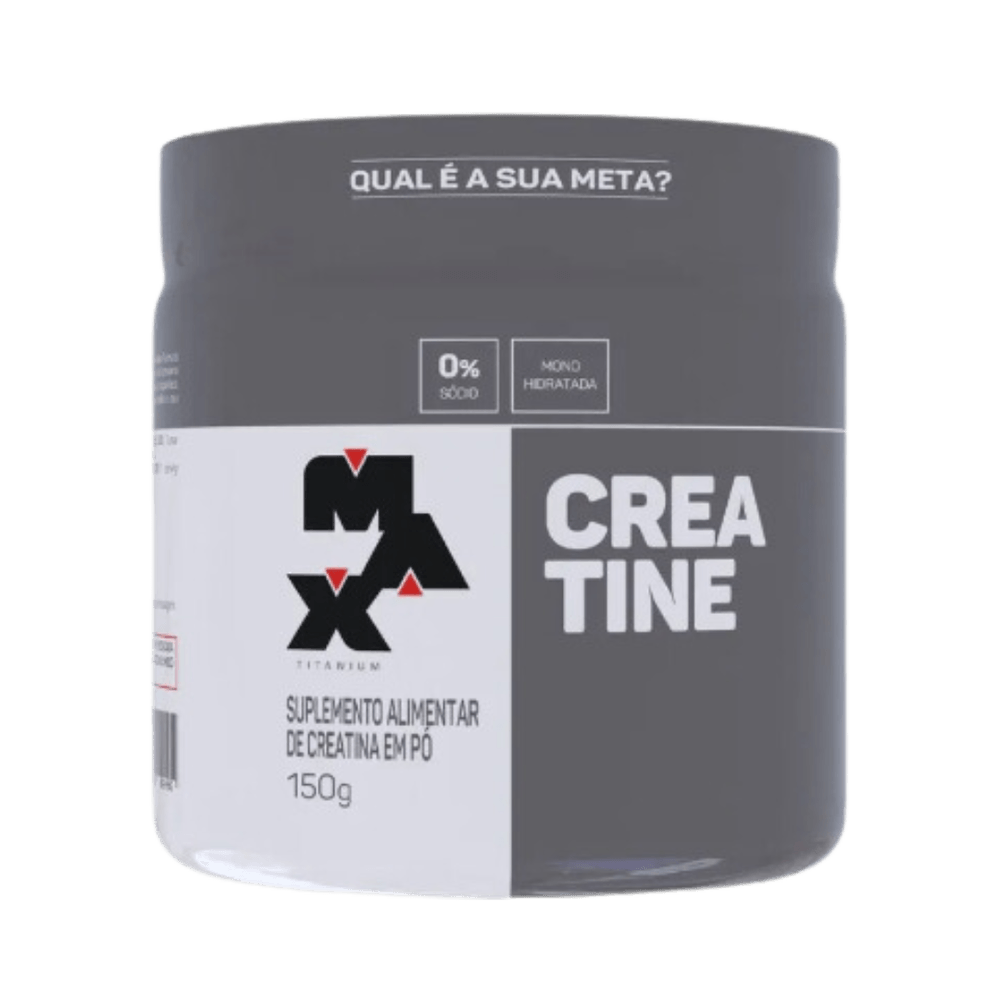 QUAL É A SUA META?
0%
SÓDIO
MONO
HIDRATADA
MAX
TITANIUM
CREA
TINE
SUPLEMENTO ALIMENTAR
DE CREATINA EM PÓ
150g